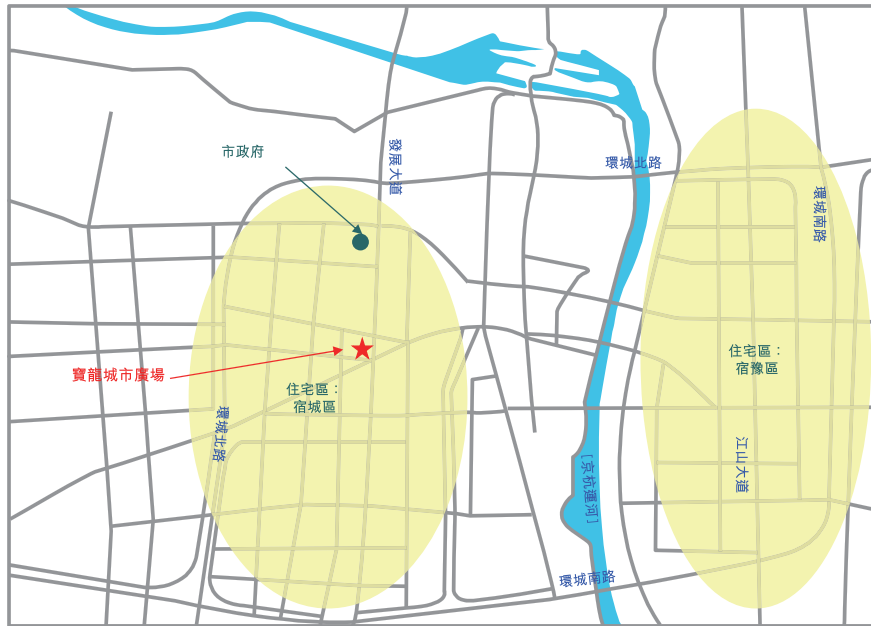 市政府
發展大道
環城北路
環城南路
住宅區：
宿豫區
寶龍城市廣場
住宅區：
宿城區
環城北路
江山大道
[京杭運河]
環城南路